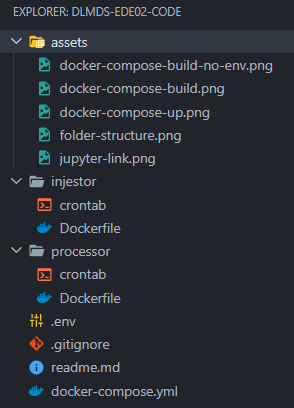 EXPLORER: DLMDS-EDE02-CODE
assets
docker-compose-build-no-env.png
docker-compose-build.png
docker-compose-up.png
folder-structure.png
jupyter-link.png
injestor
crontab
Dockerfile
processor
crontab
Dockerfile
.env
.gitignore
readme.md
docker-compose.yml